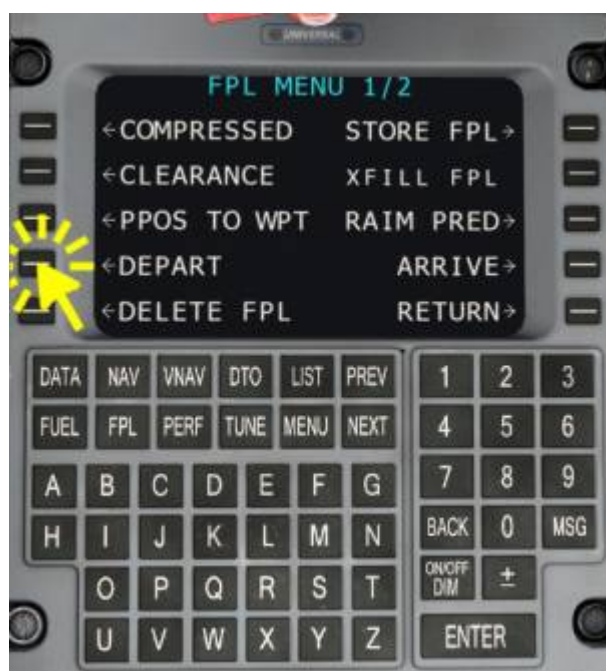 UNIVERSAL
FPL MENU 1/2
←COMPRESSED STORE FPL→
←CLEARANCE XFILL FPL
←PPOS TO WPT RAIM PRED→
←DEPART ARRIVE→
←DELETE FPL RETURN→
DATA NAV VNAV DTO LIST PREV 1 2 3
FUEL FPL PERF TUNE MENU NEXT 4 5 6
A B C D E F G 7 8 9
H I J K L M N BACK 0 MSG
O P Q R S T ON/OFF DIM ±
U V W X Y Z ENTER